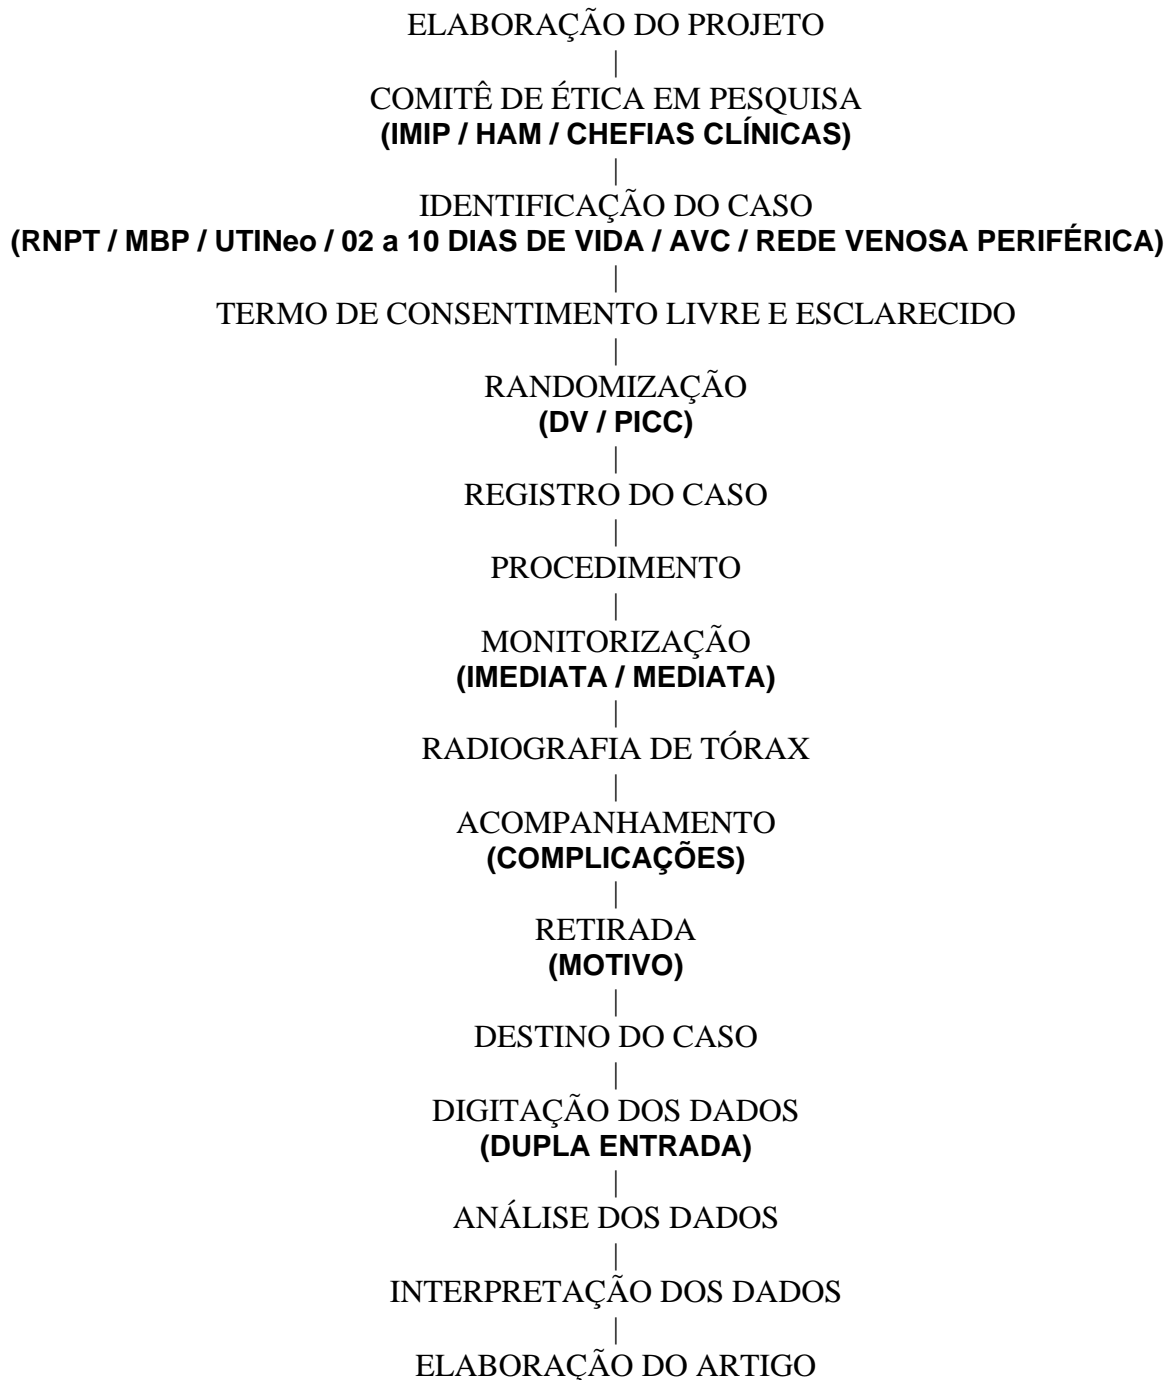 ELABORAÇÃO DO PROJETO
|
COMITÊ DE ÉTICA EM PESQUISA
(IMIP / HAM / CHEFIAS CLÍNICAS)
|
IDENTIFICAÇÃO DO CASO
(RNPT / MBP / UTINeo / 02 a 10 DIAS DE VIDA / AVC / REDE VENOSA PERIFÉRICA)
|
TERMO DE CONSENTIMENTO LIVRE E ESCLARECIDO
|
RANDOMIZAÇÃO
(DV / PICC)
|
REGISTRO DO CASO
|
PROCEDIMENTO
|
MONITORIZAÇÃO
(IMEDIATA / MEDIATA)
|
RADIOGRAFIA DE TÓRAX
|
ACOMPANHAMENTO
(COMPLICAÇÕES)
|
RETIRADA
(MOTIVO)
|
DESTINO DO CASO
|
DIGITAÇÃO DOS DADOS
(DUPLA ENTRADA)
|
ANÁLISE DOS DADOS
|
INTERPRETAÇÃO DOS DADOS
|
ELABORAÇÃO DO ARTIGO